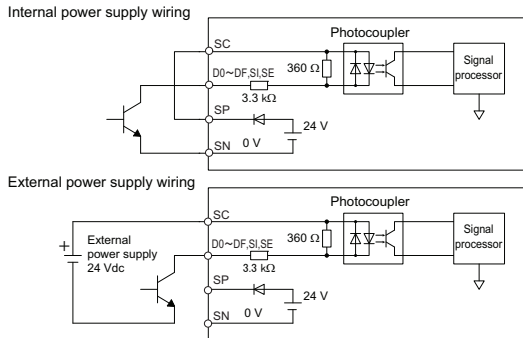 Internal power supply wiring
SC
Photocoupler
360 Ω
Signal
processor
D0～DF,SI,SE
3.3 kΩ
SP
24 V
0 V
SN
External power supply wiring
SC
Photocoupler
+
External
power supply
24 Vdc
360 Ω
Signal
processor
D0～DF,SI,SE
3.3 kΩ
SP
24 V
0 V
SN